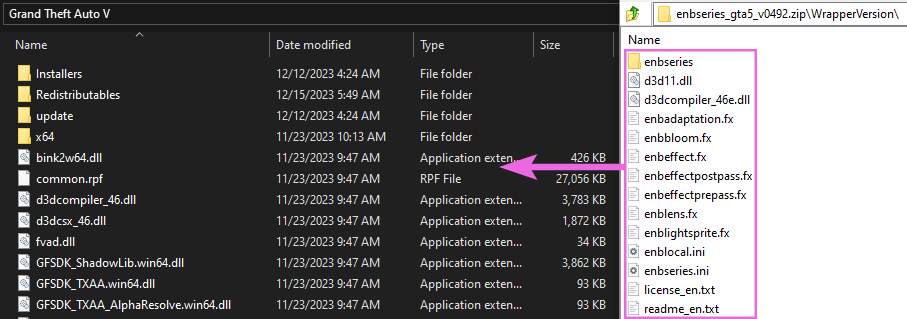 Grand Theft Auto V
Name Date modified Type Size
Installers 12/12/2023 4:24 AM File folder
Redistributables 12/15/2023 5:49 AM File folder
update 12/12/2023 4:24 AM File folder
x64 11/23/2023 10:13 AM File folder
bink2w64.dll 11/23/2023 9:47 AM Application exten... 426 KB
common.rpf 11/23/2023 9:47 AM RPF File 27,056 KB
d3dcompiler_46.dll 11/23/2023 9:47 AM Application exten... 3,783 KB
d3dcsx_46.dll 11/23/2023 9:47 AM Application exten... 1,872 KB
fvad.dll 11/23/2023 9:47 AM Application exten... 34 KB
GFSDK_ShadowLib.win64.dll 11/23/2023 9:47 AM Application exten... 3,862 KB
GFSDK_TXAA.win64.dll 11/23/2023 9:47 AM Application exten... 93 KB
GFSDK_TXAA_AlphaResolve.win64.dll 11/23/2023 9:47 AM Application exten... 93 KB
enbseries_gta5_v0492.zip\WrapperVersion\
Name
enbseries
d3d11.dll
d3dcompiler_46e.dll
enbadaptation.fx
enbbloom.fx
enbeffect.fx
enbeffectpostpass.fx
enbeffectprepass.fx
enblens.fx
enblightsprite.fx
enblocal.ini
enbseries.ini
license_en.txt
readme_en.txt